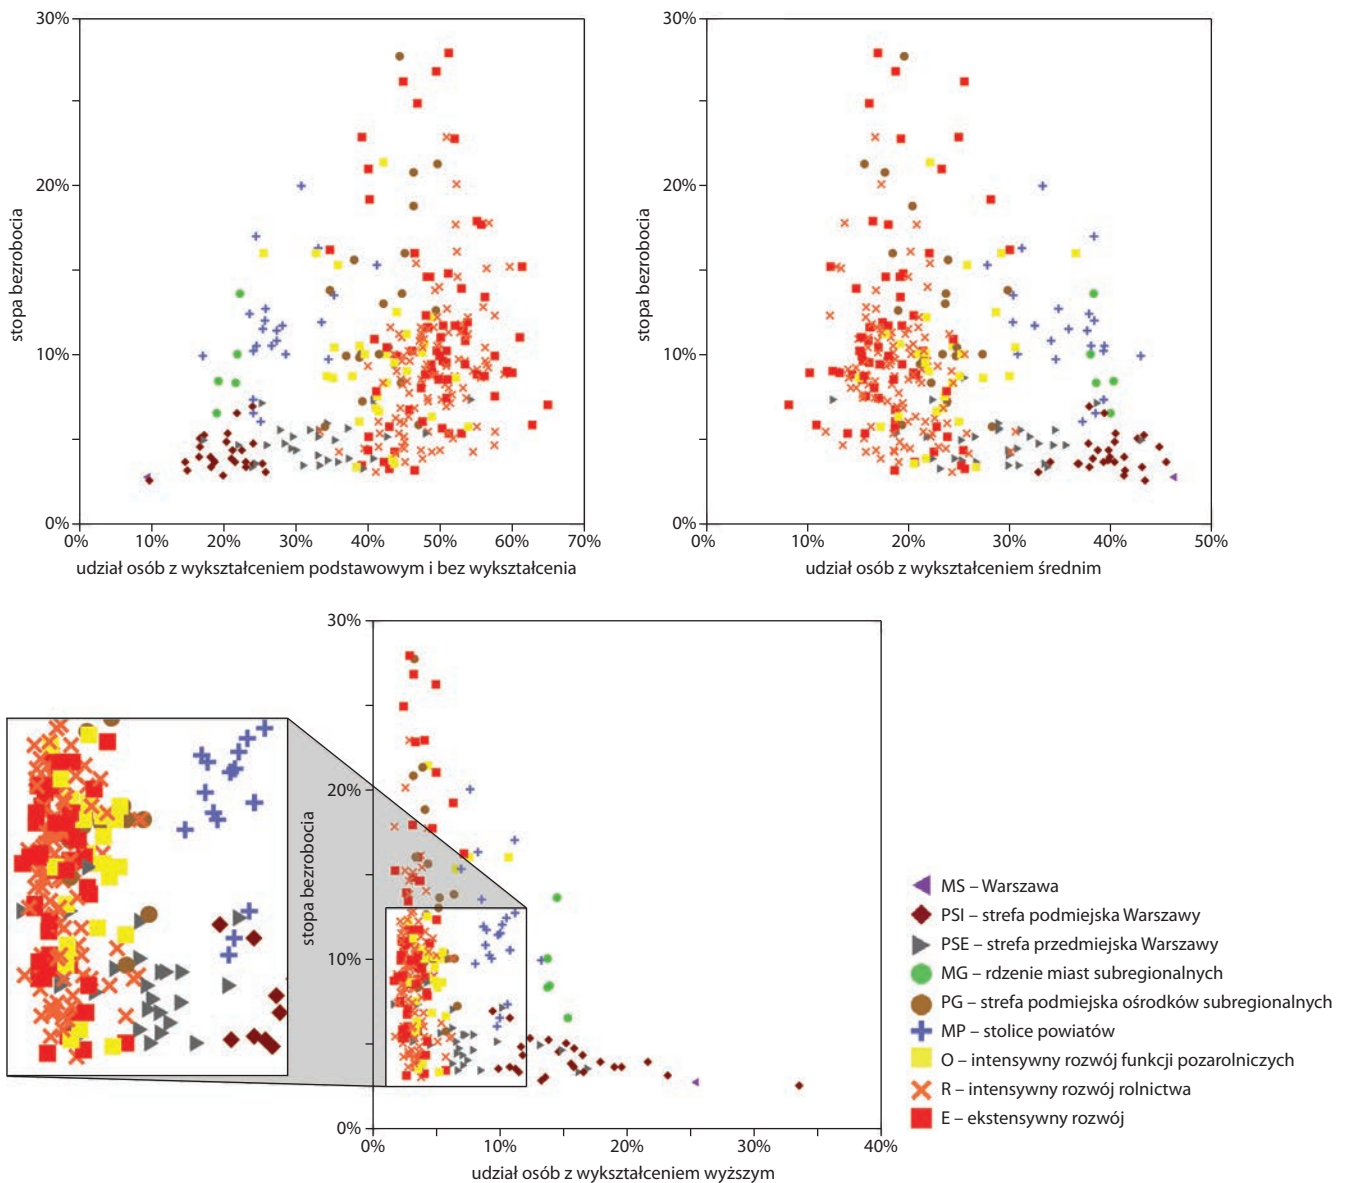 30%
20%
10%
0%
stopa bezrobocia
0% 10% 20% 30% 40% 50% 60% 70%
udział osób z wykształceniem podstawowym i bez wykształcenia
30%
20%
10%
0%
stopa bezrobocia
0% 10% 20% 30% 40% 50%
udział osób z wykształceniem średnim
30%
20%
10%
0%
stopa bezrobocia
0% 10% 20% 30% 40%
udział osób z wykształceniem wyższym
MS – Warszawa
PSI – strefa podmiejska Warszawy
PSE – strefa przedmiejska Warszawy
MG – rdzenie miast subregionalnych
PG – strefa podmiejska ośrodków subregionalnych
MP – stolice powiatów
O – intensywny rozwój funkcji pozarolniczych
R – intensywny rozwój rolnictwa
E – ekstensywny rozwój